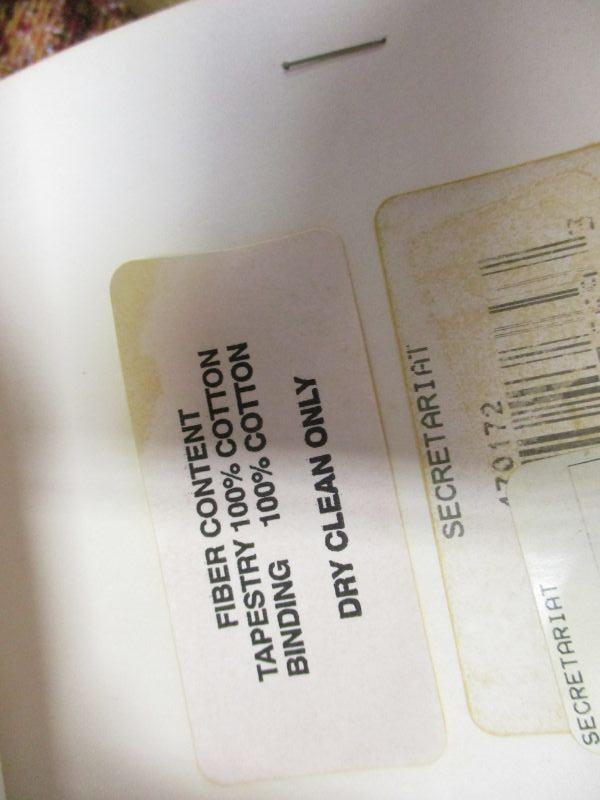 FIBER CONTENT
TAPESTRY 100% COTTON
BINDING 100% COTTON
DRY CLEAN ONLY
SECRETARIAT
470172
SECRETARIAT